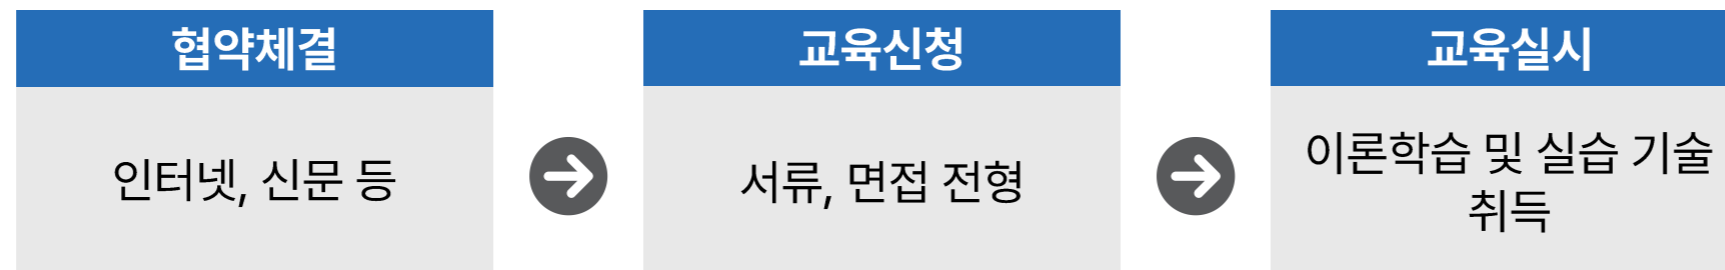 협약체결
인터넷, 신문 등
교육신청
서류, 면접 전형
교육실시
이론학습 및 실습 기술
취득